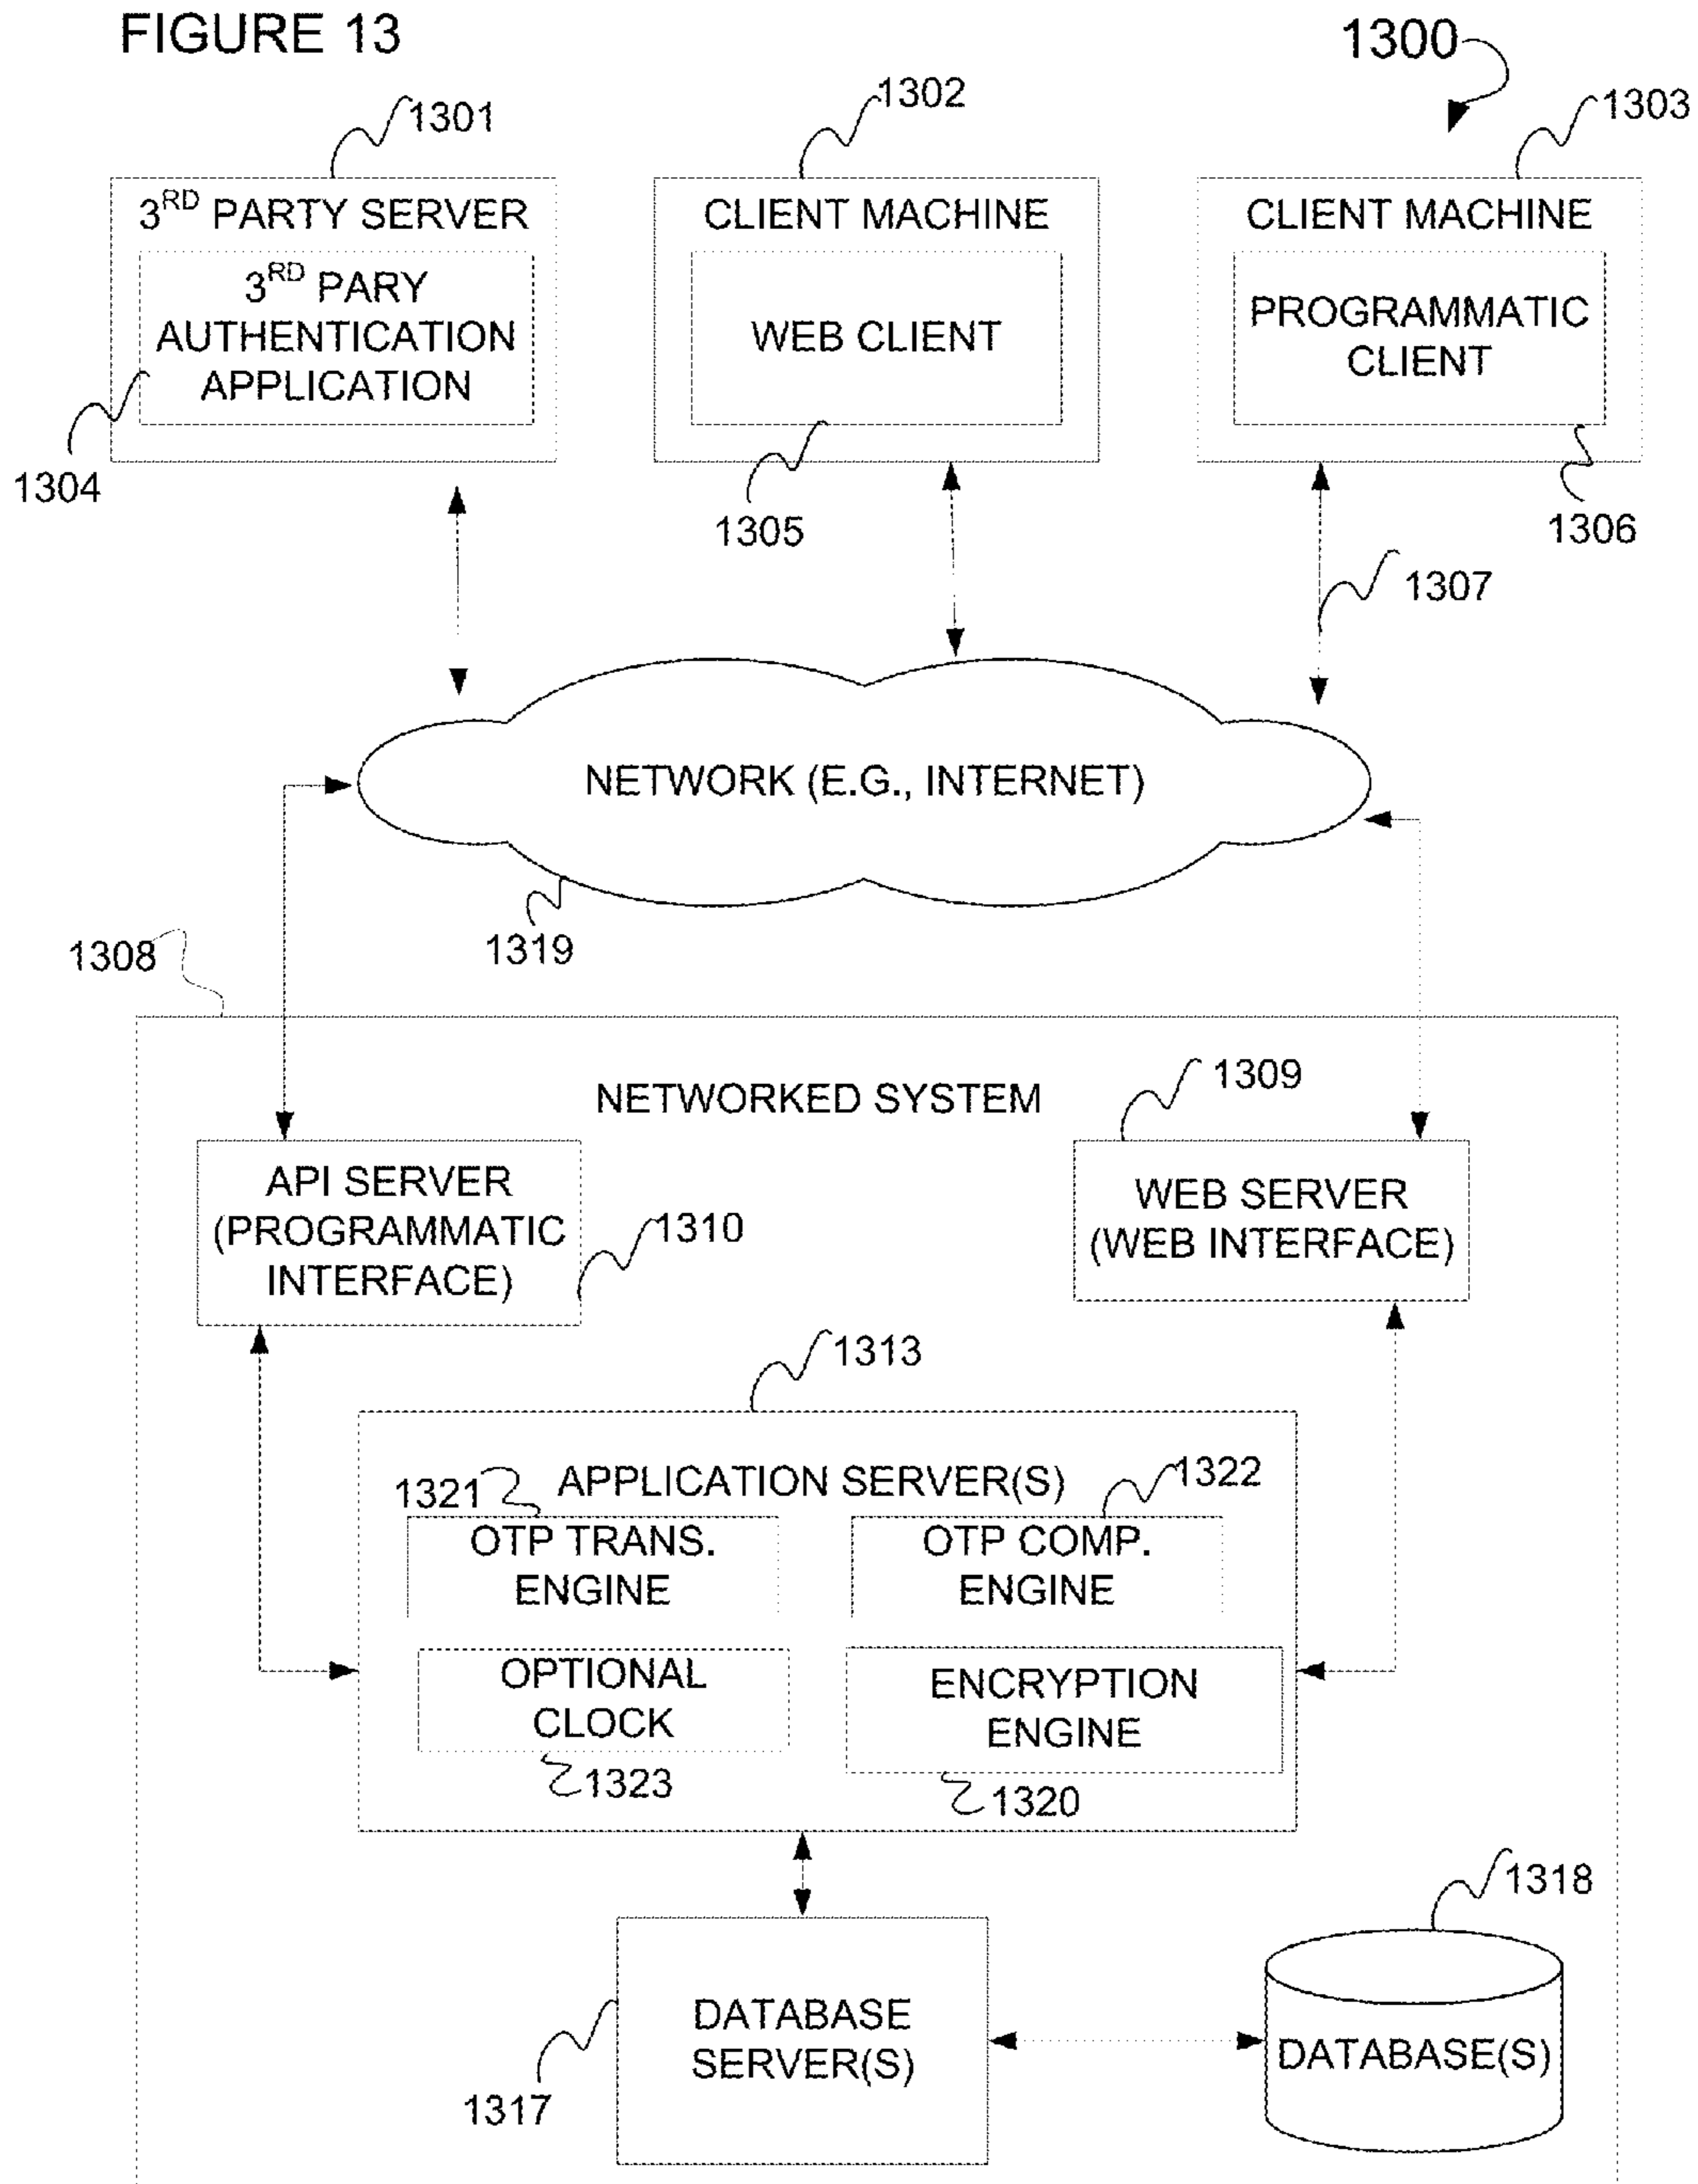 FIGURE 13
1300
1301
1302
1303
3RD PARTY SERVER
3RD PARY
AUTHENTICATION
APPLICATION
1304
CLIENT MACHINE
WEB CLIENT
1305
CLIENT MACHINE
PROGRAMMATIC
CLIENT
1306
1307
NETWORK (E.G., INTERNET)
1319
1308
NETWORKED SYSTEM
1309
API SERVER
(PROGRAMMATIC
INTERFACE)
1310
WEB SERVER
(WEB INTERFACE)
1313
APPLICATION SERVER(S)
1321
1322
OTP TRANS.
ENGINE
OTP COMP.
ENGINE
OPTIONAL
CLOCK
1323
ENCRYPTION
ENGINE
1320
1318
DATABASE
SERVER(S)
1317
DATABASE(S)